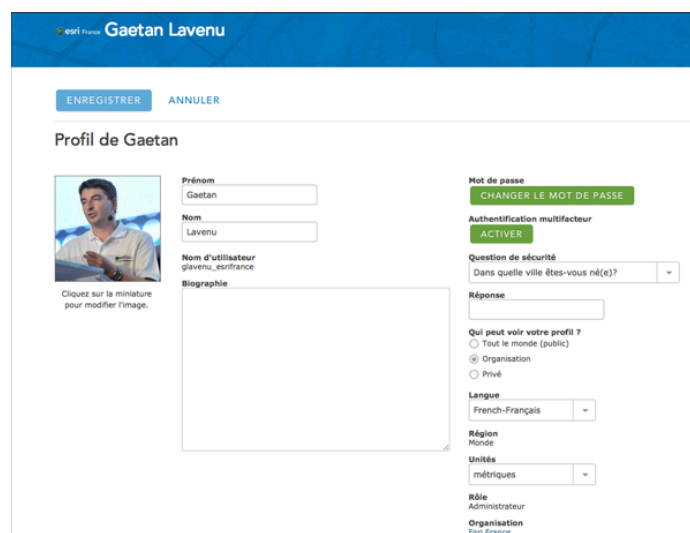 esri France Gaetan Lavenu
ENREGISTRER ANNULER
Profil de Gaetan
Cliquez sur la miniature
pour modifier l'image.
Prénom
Gaetan
Nom
Lavenu
Nom d'utilisateur
glavenu_esrifrance
Biographie
Mot de passe
CHANGER LE MOT DE PASSE
Authentification multifacteur
ACTIVER
Question de sécurité
Dans quelle ville êtes-vous né(e)?
Réponse
Qui peut voir votre profil ?
Tout le monde (public)
Organisation
Privé
Langue
French-Français
Région
Monde
Unités
métriques
Rôle
Administrateur
Organisation
Esri France